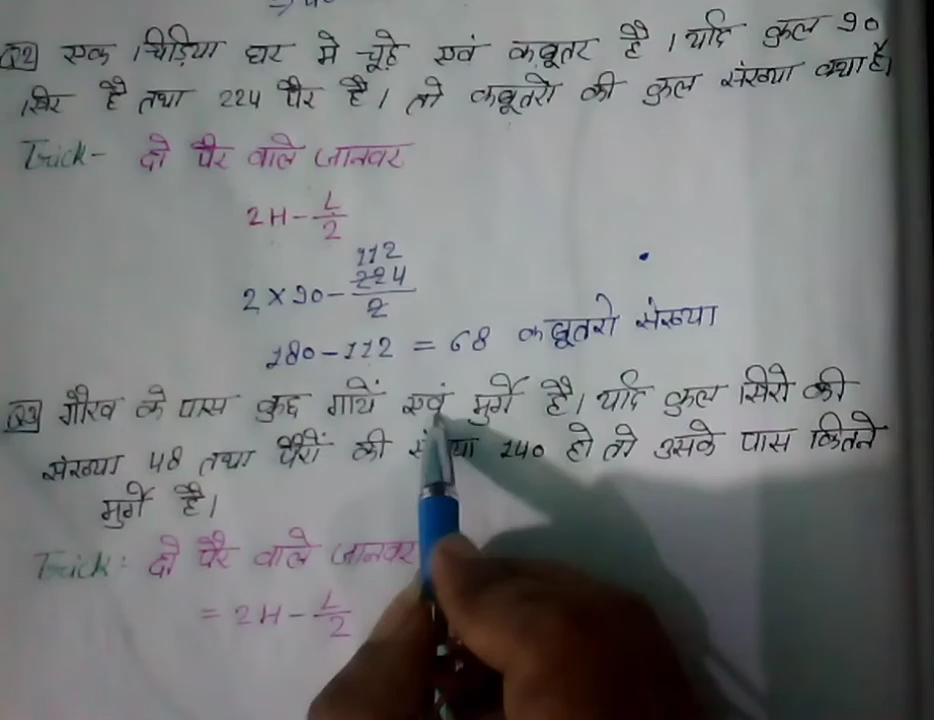 Q2 एक चिड़िया घर मे चूहे एवं कबूतर है । यदि कुल 90
सिर है तथा 224 पैर है। तो कबूतरो की कुल संख्या क्या है।
Trick- दो पैर वाले जानवर
2H - L/2
112
2 × 90 - 224/2
180 - 112 = 68 कबूतरो संख्या
Q3 गौरव के पास कुछ गायें एवं मुर्गे है। यदि कुल सिरो की
संख्या 48 तथा पैरों की संख्या 140 हो तो उसके पास कितने
मुर्गे है।
Trick: दो पैर वाले जानवर
= 2H - L/2